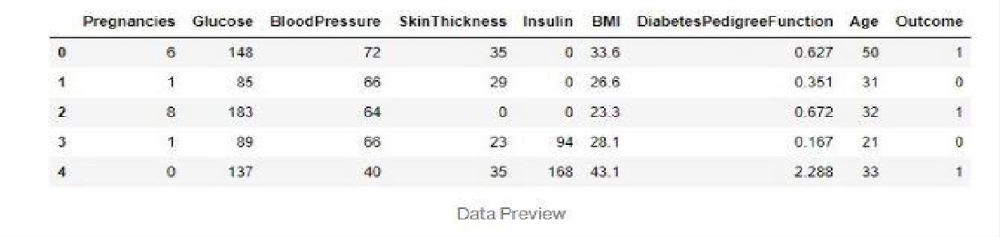 Pregnancies Glucose BloodPressure SkinThickness Insulin BMI DiabetesPedigreeFunction Age Outcome
0 6 148 72 35 0 33.6 0.627 50 1
1 1 85 66 29 0 26.6 0.351 31 0
2 8 183 64 0 0 23.3 0.672 32 1
3 1 89 66 23 94 28.1 0.167 21 0
4 0 137 40 35 168 43.1 2.288 33 1
Data Preview